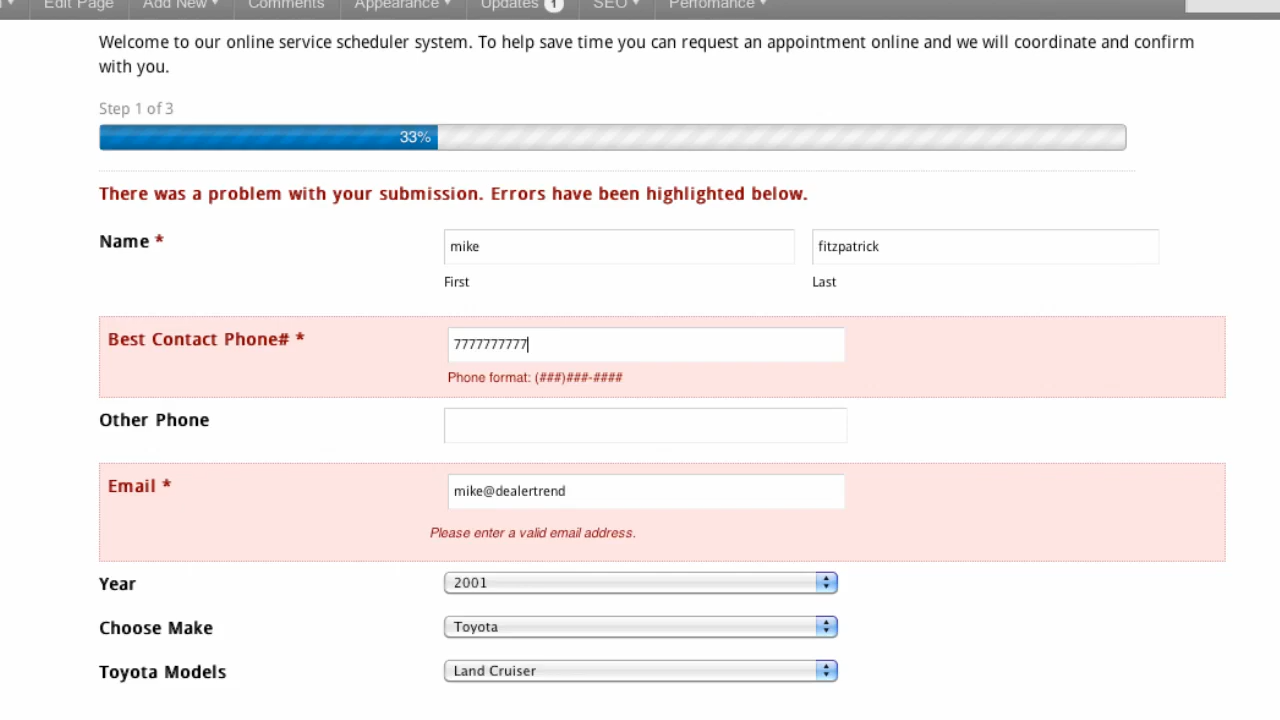 Edit Page Add New Comments Appearance Updates 1 SEO Perfomance
Welcome to our online service scheduler system. To help save time you can request an appointment online and we will coordinate and confirm
with you.
Step 1 of 3
33%
There was a problem with your submission. Errors have been highlighted below.
Name * mike fitzpatrick
First Last
Best Contact Phone# * 7777777777
Phone format: (###)###-####
Other Phone
Email * mike@dealertrend
Please enter a valid email address.
Year 2001
Choose Make Toyota
Toyota Models Land Cruiser